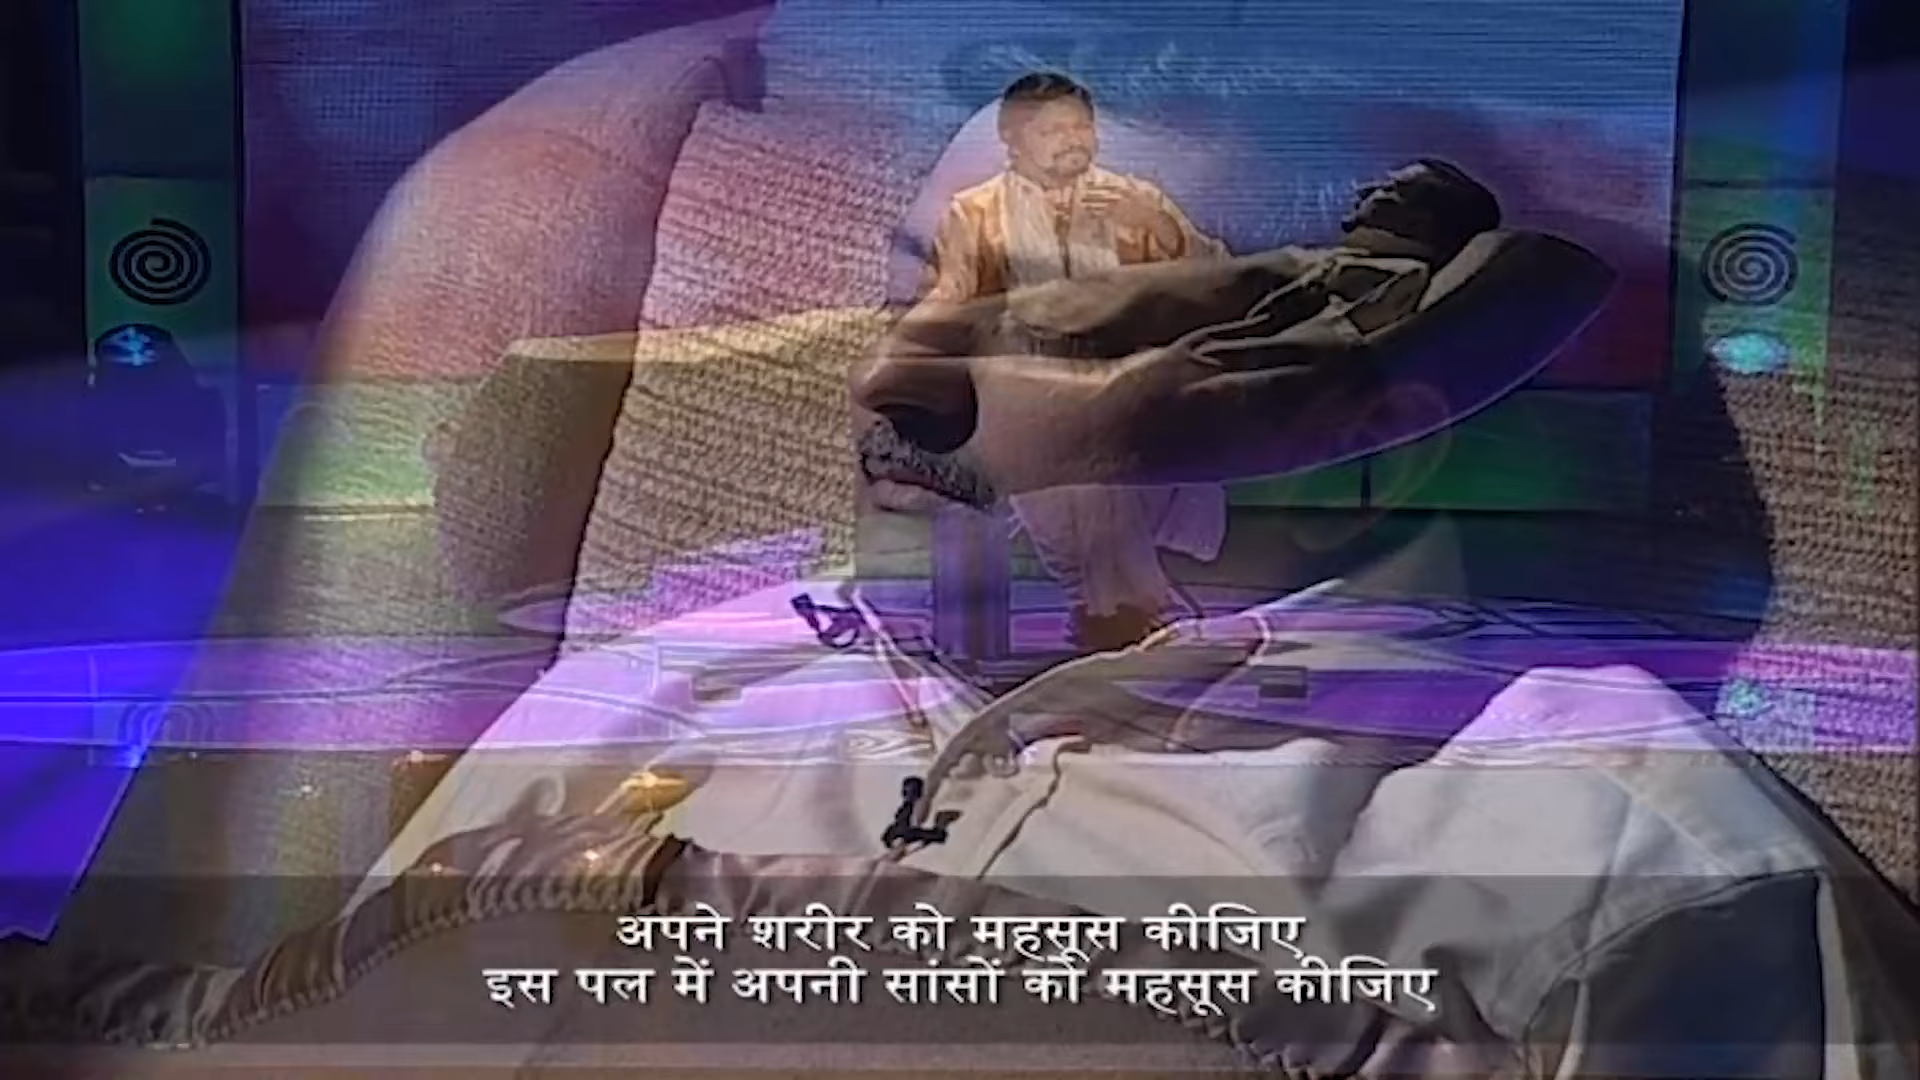 अपने शरीर को महसूस कीजिए
इस पल में अपनी सांसों को महसूस कीजिए